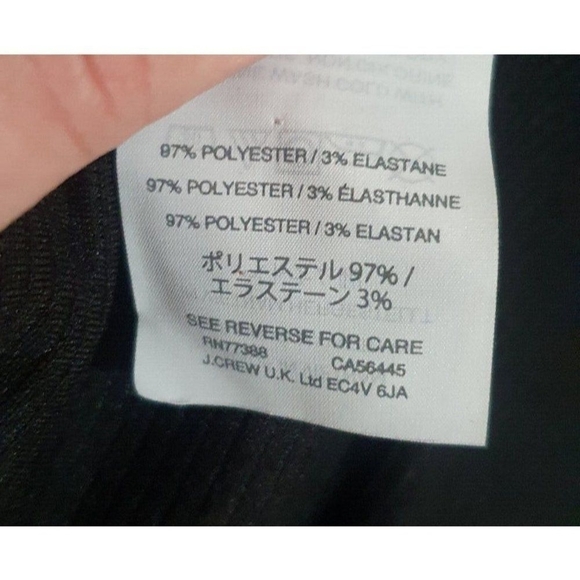 97% POLYESTER / 3% ELASTANE
97% POLYESTER / 3% ÉLASTHANNE
97% POLYESTER / 3% ELASTAN
ポリエステル 97% /
エラステーン 3%
SEE REVERSE FOR CARE
RN77388 CA56445
J.CREW U.K. Ltd EC4V 6JA